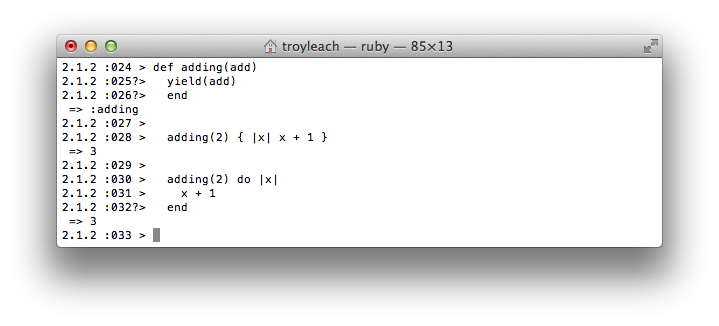 troyleach — ruby — 85×13
2.1.2 :024 > def adding(add)
2.1.2 :025?>   yield(add)
2.1.2 :026?>   end
 => :adding
2.1.2 :027 >
2.1.2 :028 >   adding(2) { |x| x + 1 }
 => 3
2.1.2 :029 >
2.1.2 :030 >   adding(2) do |x|
2.1.2 :031 >     x + 1
2.1.2 :032?>   end
 => 3
2.1.2 :033 >